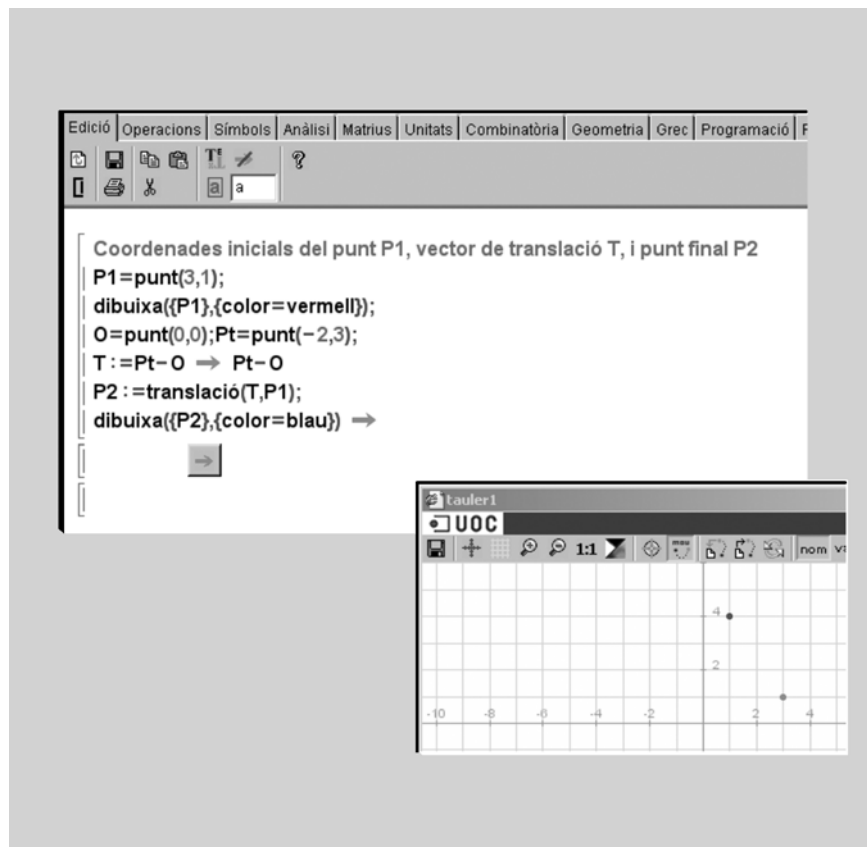 Edició Operacions Símbols Anàlisi Matrius Unitats Combinatòria Geometria Grec Programació
a a
Coordenades inicials del punt P1, vector de translació T, i punt final P2
P1=punt(3,1);
dibuixa({P1},{color=vermell});
O=punt(0,0);Pt=punt(-2,3);
T:=Pt-O → Pt-O
P2:=translació(T,P1);
dibuixa({P2},{color=blau}) →
→
tauler1
UOC
1:1 mou nom
4
2
-10 -8 -6 -4 -2 2 4